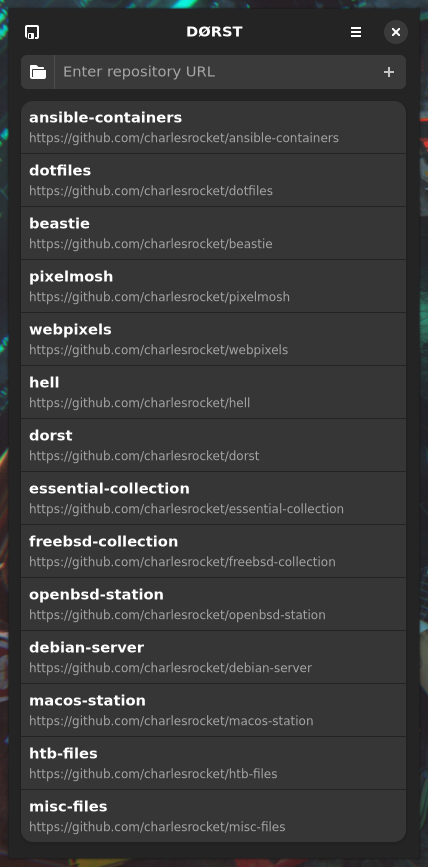 DØRST
Enter repository URL
ansible-containers
https://github.com/charlesrocket/ansible-containers
dotfiles
https://github.com/charlesrocket/dotfiles
beastie
https://github.com/charlesrocket/beastie
pixelmosh
https://github.com/charlesrocket/pixelmosh
webpixels
https://github.com/charlesrocket/webpixels
hell
https://github.com/charlesrocket/hell
dorst
https://github.com/charlesrocket/dorst
essential-collection
https://github.com/charlesrocket/essential-collection
freebsd-collection
https://github.com/charlesrocket/freebsd-collection
openbsd-station
https://github.com/charlesrocket/openbsd-station
debian-server
https://github.com/charlesrocket/debian-server
macos-station
https://github.com/charlesrocket/macos-station
htb-files
https://github.com/charlesrocket/htb-files
misc-files
https://github.com/charlesrocket/misc-files